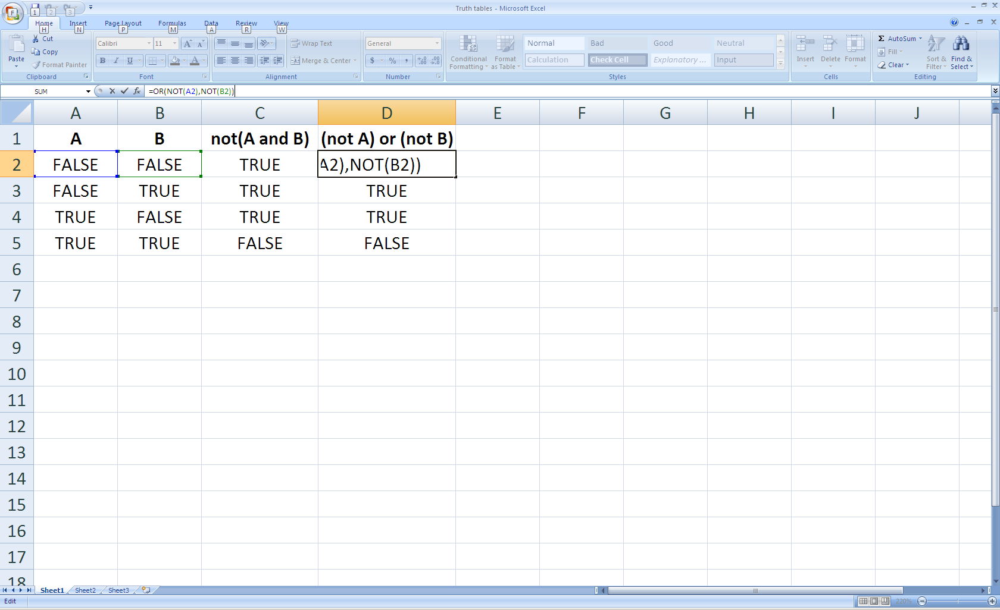 Truth tables - Microsoft Excel
F 1 2 3
Home Insert Page Layout Formulas Data Review View
H N P M A R W
Paste
Cut
Copy
Format Painter
Clipboard
Calibri 11 A A
B I U A
Font
Wrap Text
Merge & Center
Alignment
General
$ % ,
Number
Conditional Formatting
Format as Table
Normal Bad Good Neutral
Calculation Check Cell Explanatory ... Input
Styles
Insert Delete Format
Cells
Σ AutoSum
Fill
Clear
Sort & Filter
Find & Select
Editing
SUM fx =OR(NOT(A2),NOT(B2))
A B C D E F G H I J
1 A B not(A and B) (not A) or (not B)
2 FALSE FALSE TRUE A2),NOT(B2))
3 FALSE TRUE TRUE TRUE
4 TRUE FALSE TRUE TRUE
5 TRUE TRUE FALSE FALSE
6
7
8
9
10
11
12
13
14
15
16
17
18
Sheet1 Sheet2 Sheet3
Edit 220%